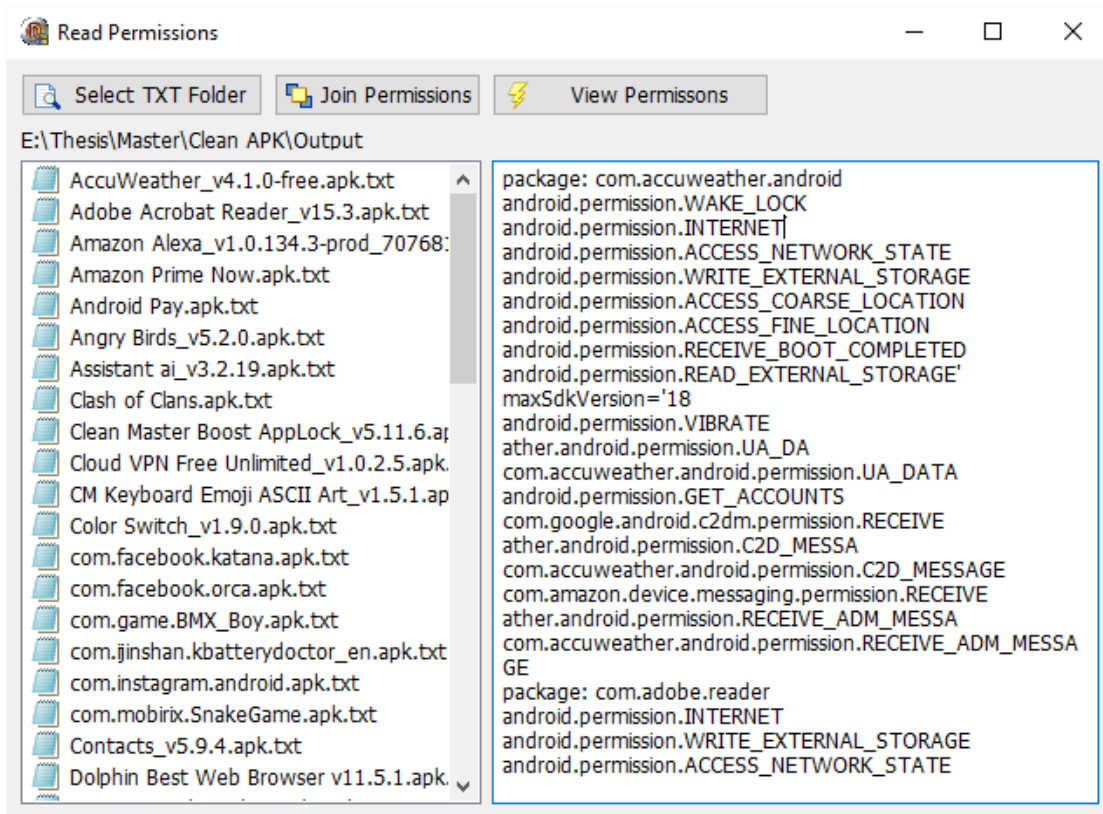 Read Permissions
Select TXT Folder
Join Permissions
View Permissons
E:\Thesis\Master\Clean APK\Output
AccuWeather_v4.1.0-free.apk.txt
Adobe Acrobat Reader_v15.3.apk.txt
Amazon Alexa_v1.0.134.3-prod_707681
Amazon Prime Now.apk.txt
Android Pay.apk.txt
Angry Birds_v5.2.0.apk.txt
Assistant ai_v3.2.19.apk.txt
Clash of Clans.apk.txt
Clean Master Boost AppLock_v5.11.6.ap
Cloud VPN Free Unlimited_v1.0.2.5.apk.
CM Keyboard Emoji ASCII Art_v1.5.1.ap
Color Switch_v1.9.0.apk.txt
com.facebook.katana.apk.txt
com.facebook.orca.apk.txt
com.game.BMX_Boy.apk.txt
com.ijinshan.kbatterydoctor_en.apk.txt
com.instagram.android.apk.txt
com.mobirix.SnakeGame.apk.txt
Contacts_v5.9.4.apk.txt
Dolphin Best Web Browser v11.5.1.apk.
package: com.accuweather.android
android.permission.WAKE_LOCK
android.permission.INTERNET
android.permission.ACCESS_NETWORK_STATE
android.permission.WRITE_EXTERNAL_STORAGE
android.permission.ACCESS_COARSE_LOCATION
android.permission.ACCESS_FINE_LOCATION
android.permission.RECEIVE_BOOT_COMPLETED
android.permission.READ_EXTERNAL_STORAGE'
maxSdkVersion='18
android.permission.VIBRATE
ather.android.permission.UA_DA
com.accuweather.android.permission.UA_DATA
android.permission.GET_ACCOUNTS
com.google.android.c2dm.permission.RECEIVE
ather.android.permission.C2D_MESSA
com.accuweather.android.permission.C2D_MESSAGE
com.amazon.device.messaging.permission.RECEIVE
ather.android.permission.RECEIVE_ADM_MESSA
com.accuweather.android.permission.RECEIVE_ADM_MESSA
GE
package: com.adobe.reader
android.permission.INTERNET
android.permission.WRITE_EXTERNAL_STORAGE
android.permission.ACCESS_NETWORK_STATE